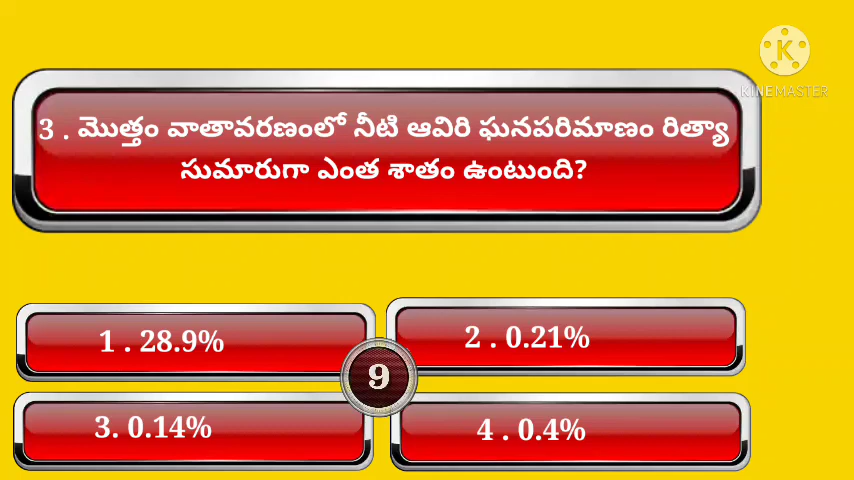 KINEMASTER
3 . మొత్తం వాతావరణంలో నీటి ఆవిరి ఘనపరిమాణం రిత్యా
సుమారుగా ఎంత శాతం ఉంటుంది?
1 . 28.9%
2 . 0.21%
9
3. 0.14%
4 . 0.4%